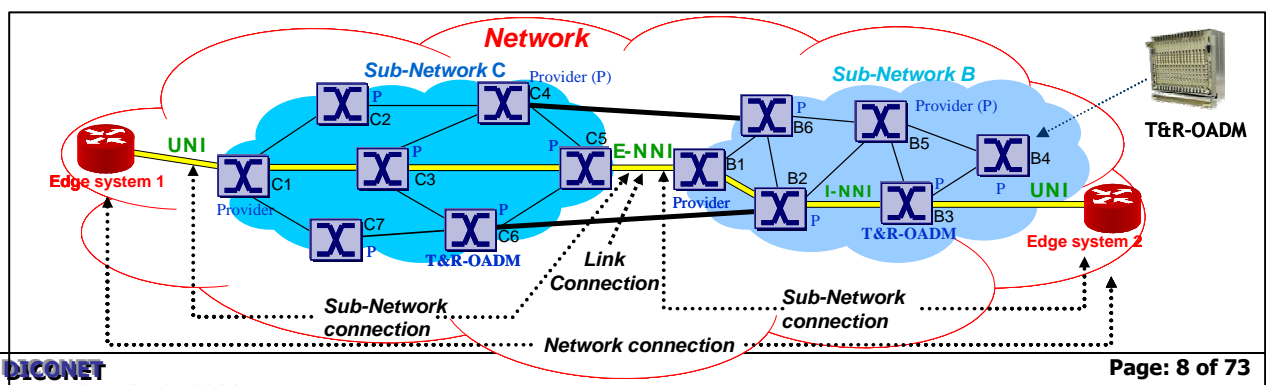 Network
Sub-Network C
Provider (P)
Sub-Network B
P
C2
C4
P
B6
Provider (P)
B5
T&R-OADM
UNI
Edge system 1
C1
Provider
P
C3
P
C5
E-NNI
B1
Provider
B2
P
I-NNI
P
B3
T&R-OADM
B4
P
UNI
Edge system 2
C7
P
P
C6
T&R-OADM
Link
Connection
Sub-Network
connection
Sub-Network
connection
Network connection
DICONET
Page: 8 of 73